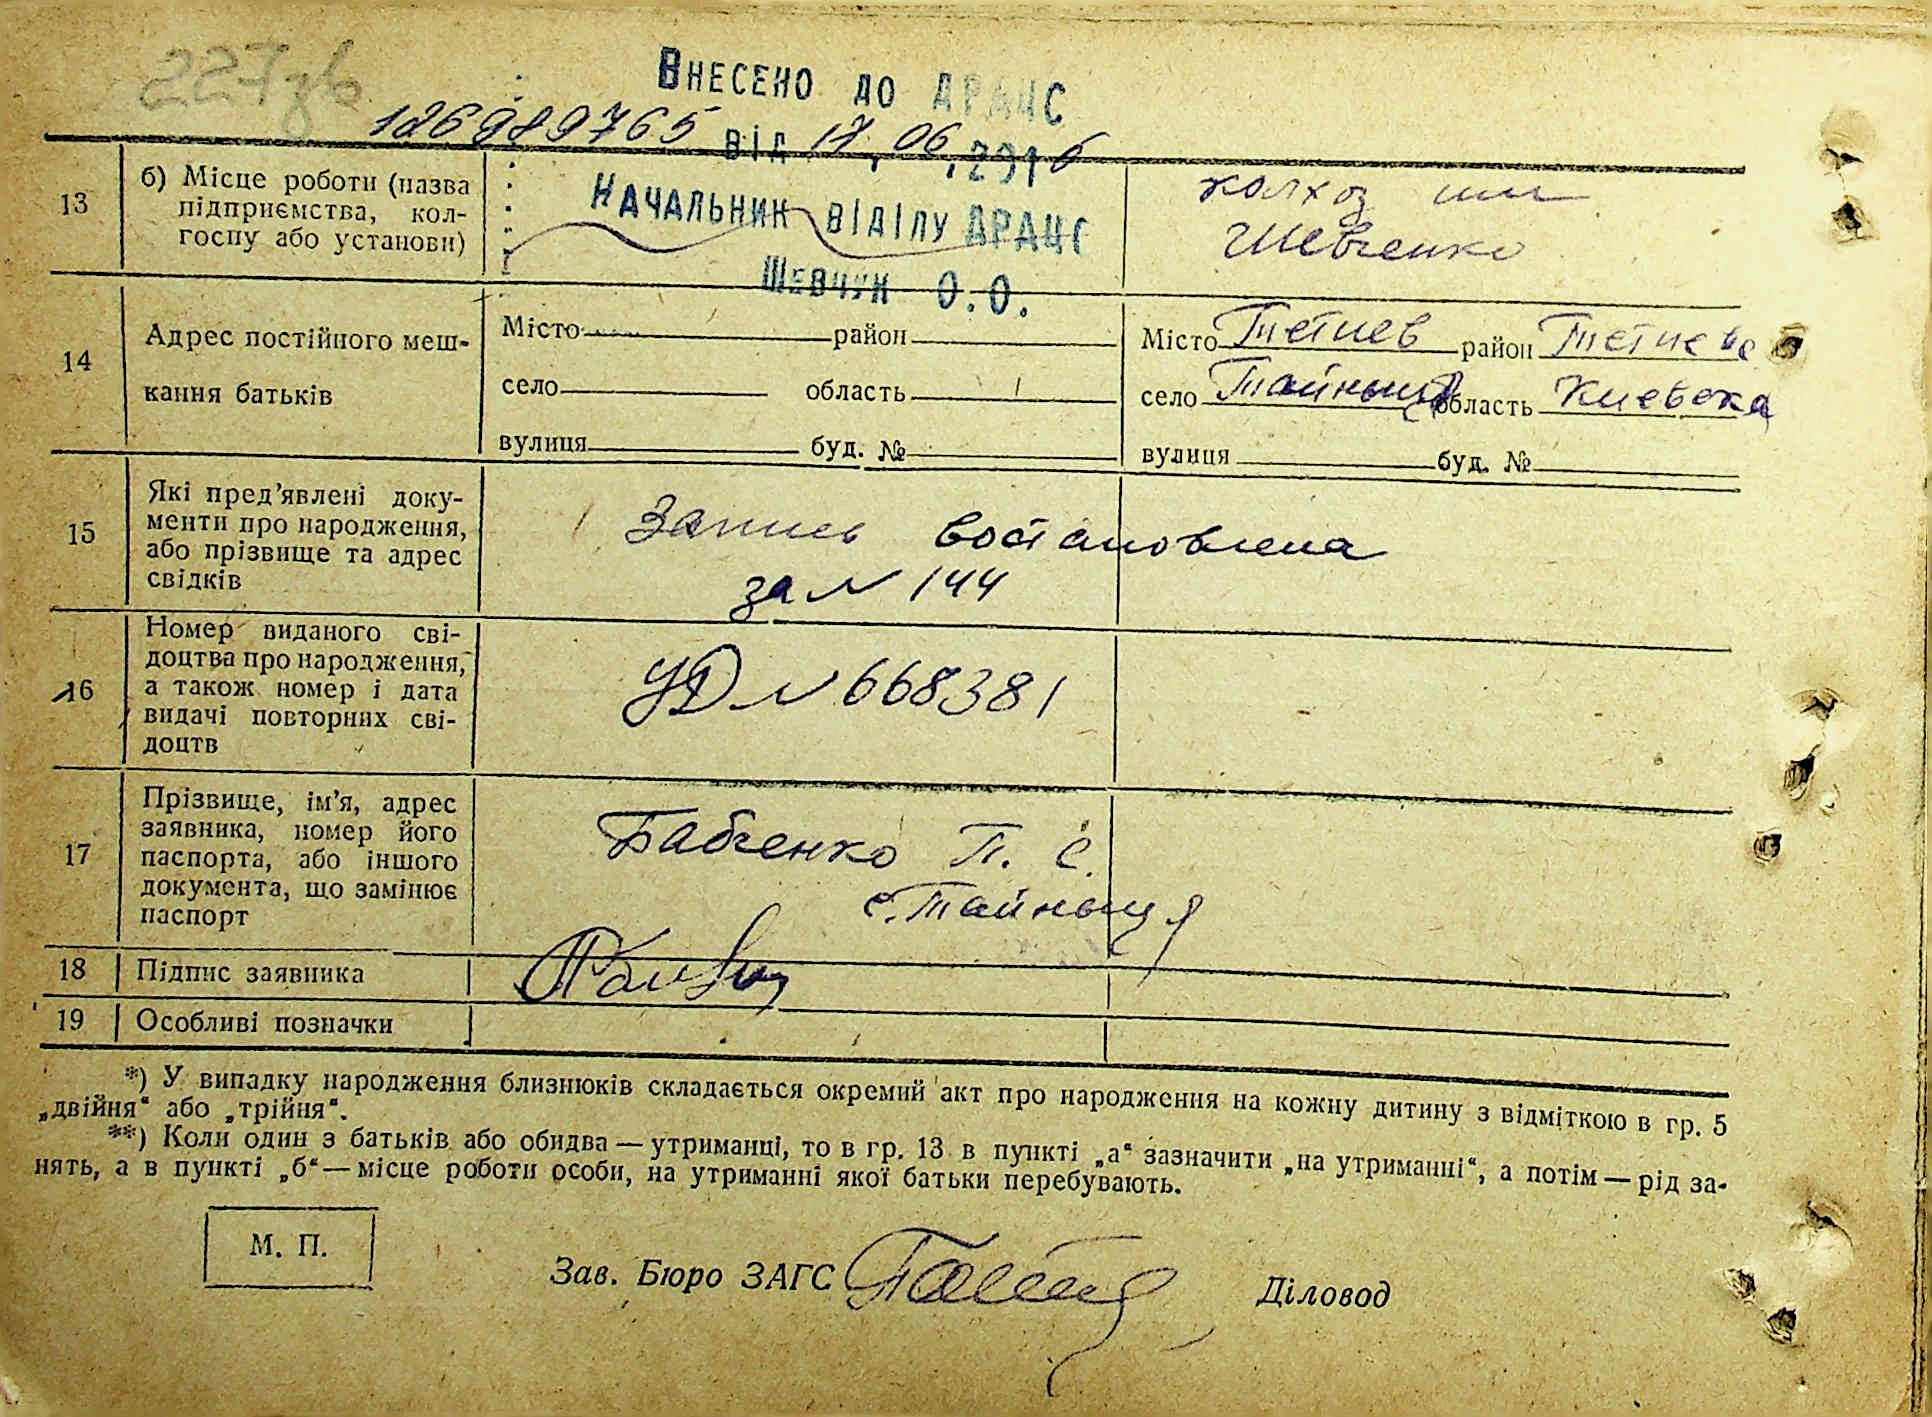 227зв
Внесено до ДРАЦС
126989765 від 17.06.2016
Начальник відділу ДРАЦС
Шевчук О.О.
13
б) Місце роботи (назва
підприємства, кол-
госпу або установи)
колхоз им
Шевченко
14
Адрес постійного меш-
кання батьків
Місто район
село область
вулиця буд. №
Місто Тетиев район Тетиевс
село Тайныця область Киевска
вулиця буд. №
15
Які пред’явлені доку-
менти про народження,
або прізвище та адрес
свідків
Запись востановлена
за N 144
16
Номер виданого сві-
доцтва про народження,
а також номер і дата
видачі повторних сві-
доцтв
УД N 668381
17
Прізвище, ім’я, адрес
заявника, номер його
паспорта, або іншого
документа, що замінює
паспорт
Бабченко П. С.
с. Тайныця
18 Підпис заявника
19 Особливі позначки
*) У випадку народження близнюків складається окремий акт про народження на кожну дитину з відміткою в гр. 5
„двійня“ або „трійня“.
**) Коли один з батьків або обидва — утриманці, то в гр. 13 в пункті „а“ зазначити „на утриманні“, а потім — рід за-
нять, а в пункті „б“ — місце роботи особи, на утриманні якої батьки перебувають.
М. П.
Зав. Бюро ЗАГС
Діловод